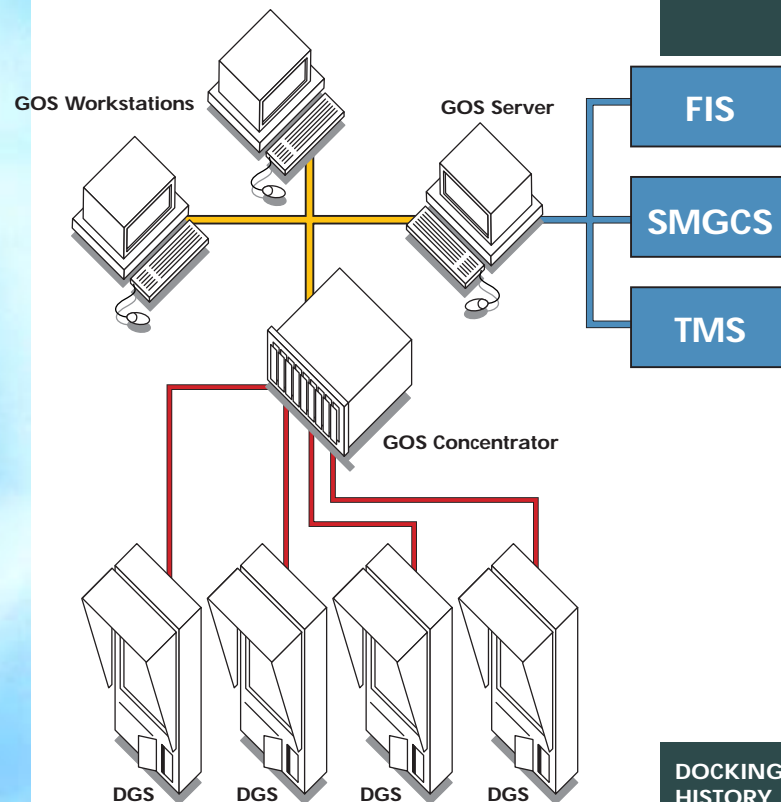 GOS Workstations
GOS Server
FIS
SMGCS
TMS
GOS Concentrator
DGS
DGS
DGS
DGS
DOCKING
HISTORY